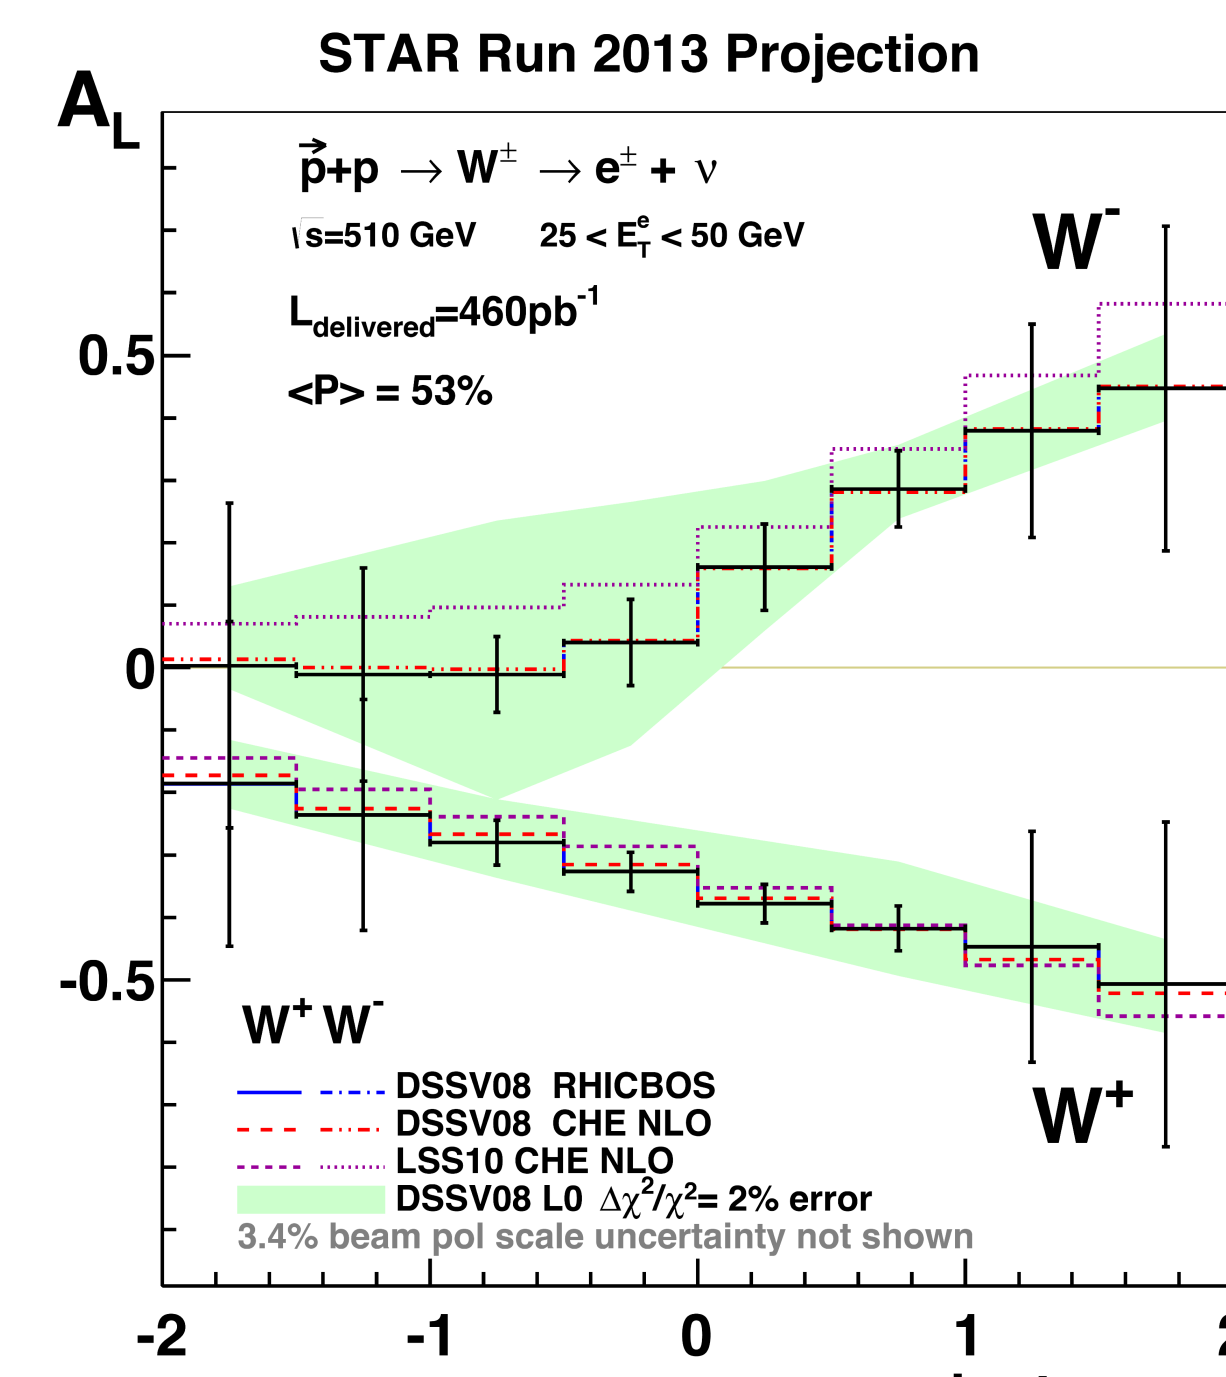 STAR Run 2013 Projection
A_L
p⃗+p → W± → e± + ν
√s=510 GeV 25 < E_T^e < 50 GeV
W⁻
L_delivered=460pb⁻¹
0.5
<P> = 53%
0
-0.5
W⁺ W⁻
DSSV08 RHICBOS
W⁺
DSSV08 CHE NLO
LSS10 CHE NLO
DSSV08 L0 Δχ²/χ²= 2% error
3.4% beam pol scale uncertainty not shown
-2 -1 0 1